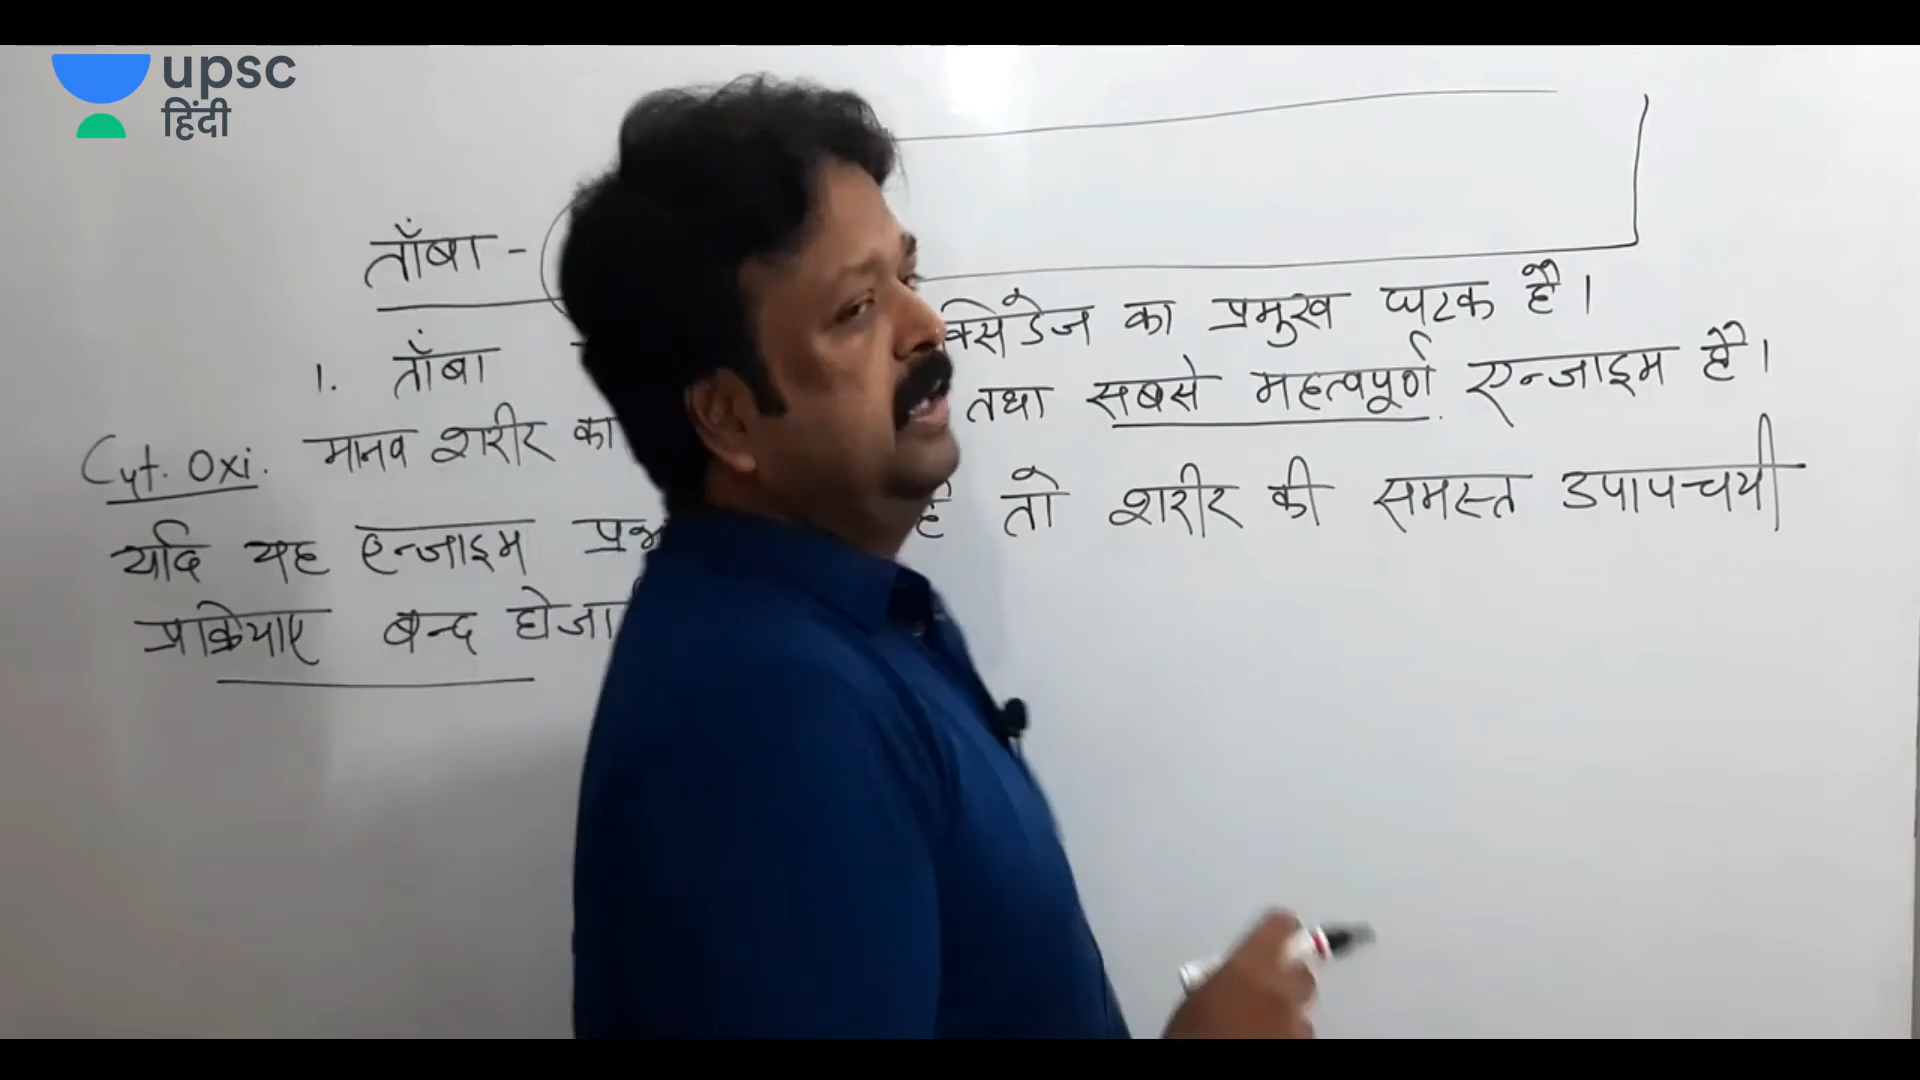 upsc
हिंदी
ताँबा -
1. ताँबा क्सिडेज का प्रमुख घटक है।
Cyt. Oxi. मानव शरीर का तथा सबसे महत्वपूर्ण एन्जाइम है।
यदि यह एन्जाइम है तो शरीर की समस्त उपापचयी
प्रक्रियाए बन्द होजा